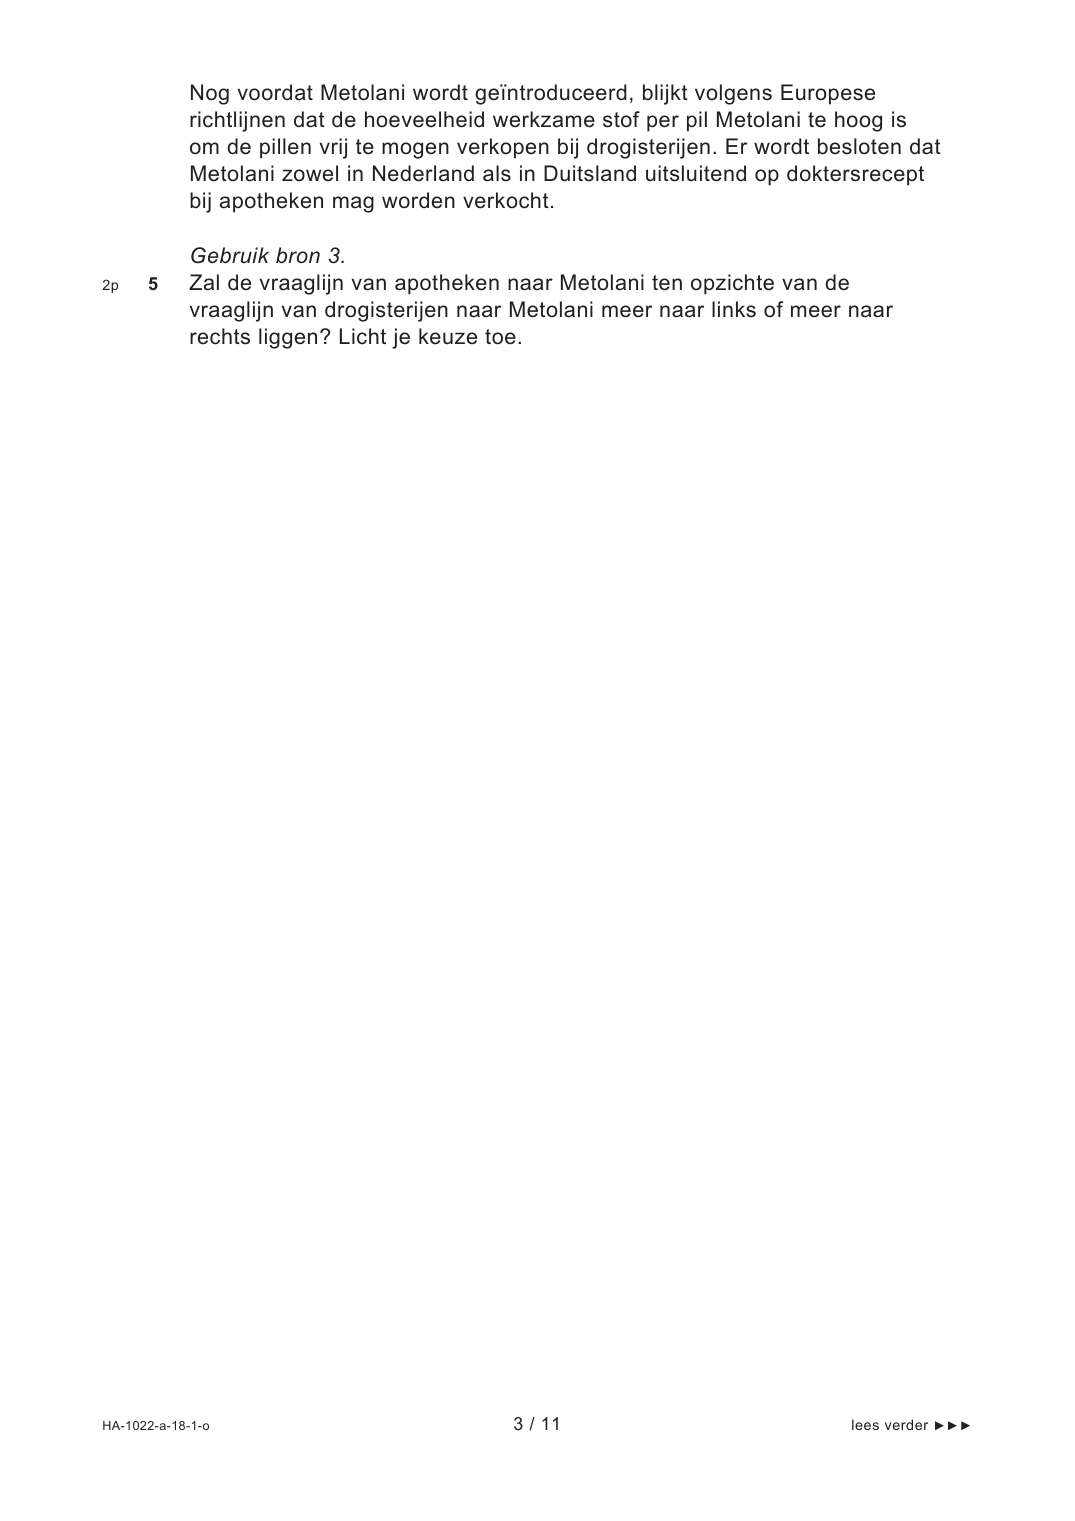 Nog voordat Metolani wordt geïntroduceerd, blijkt volgens Europese
richtlijnen dat de hoeveelheid werkzame stof per pil Metolani te hoog is
om de pillen vrij te mogen verkopen bij drogisterijen. Er wordt besloten dat
Metolani zowel in Nederland als in Duitsland uitsluitend op doktersrecept
bij apotheken mag worden verkocht.
Gebruik bron 3.
2p 5 Zal de vraaglijn van apotheken naar Metolani ten opzichte van de
vraaglijn van drogisterijen naar Metolani meer naar links of meer naar
rechts liggen? Licht je keuze toe.
HA-1022-a-18-1-o 3 / 11 lees verder ►►►